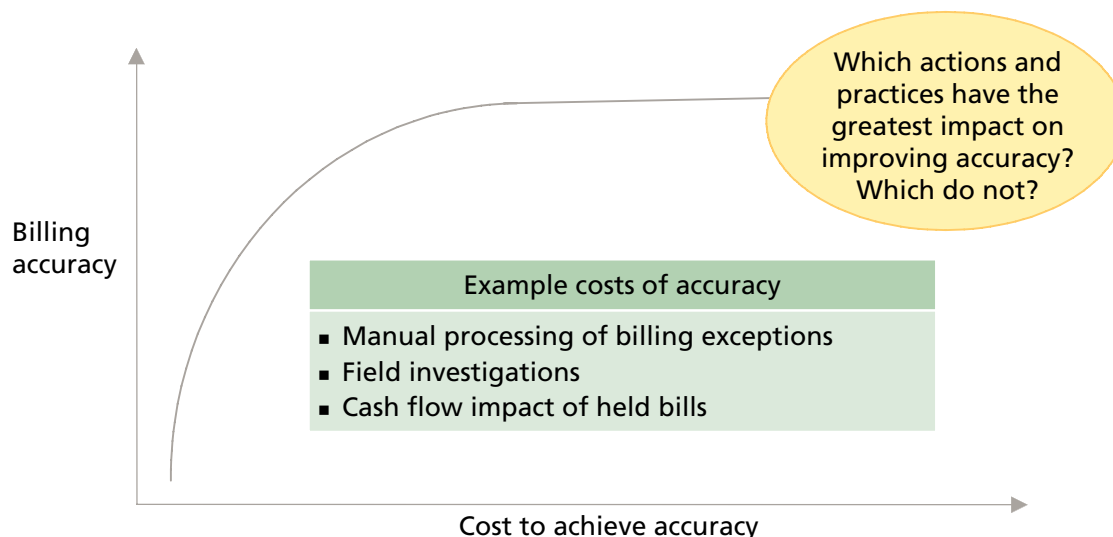 Which actions and
practices have the
greatest impact on
improving accuracy?
Which do not?
Billing
accuracy
Example costs of accuracy
▪ Manual processing of billing exceptions
▪ Field investigations
▪ Cash flow impact of held bills
Cost to achieve accuracy